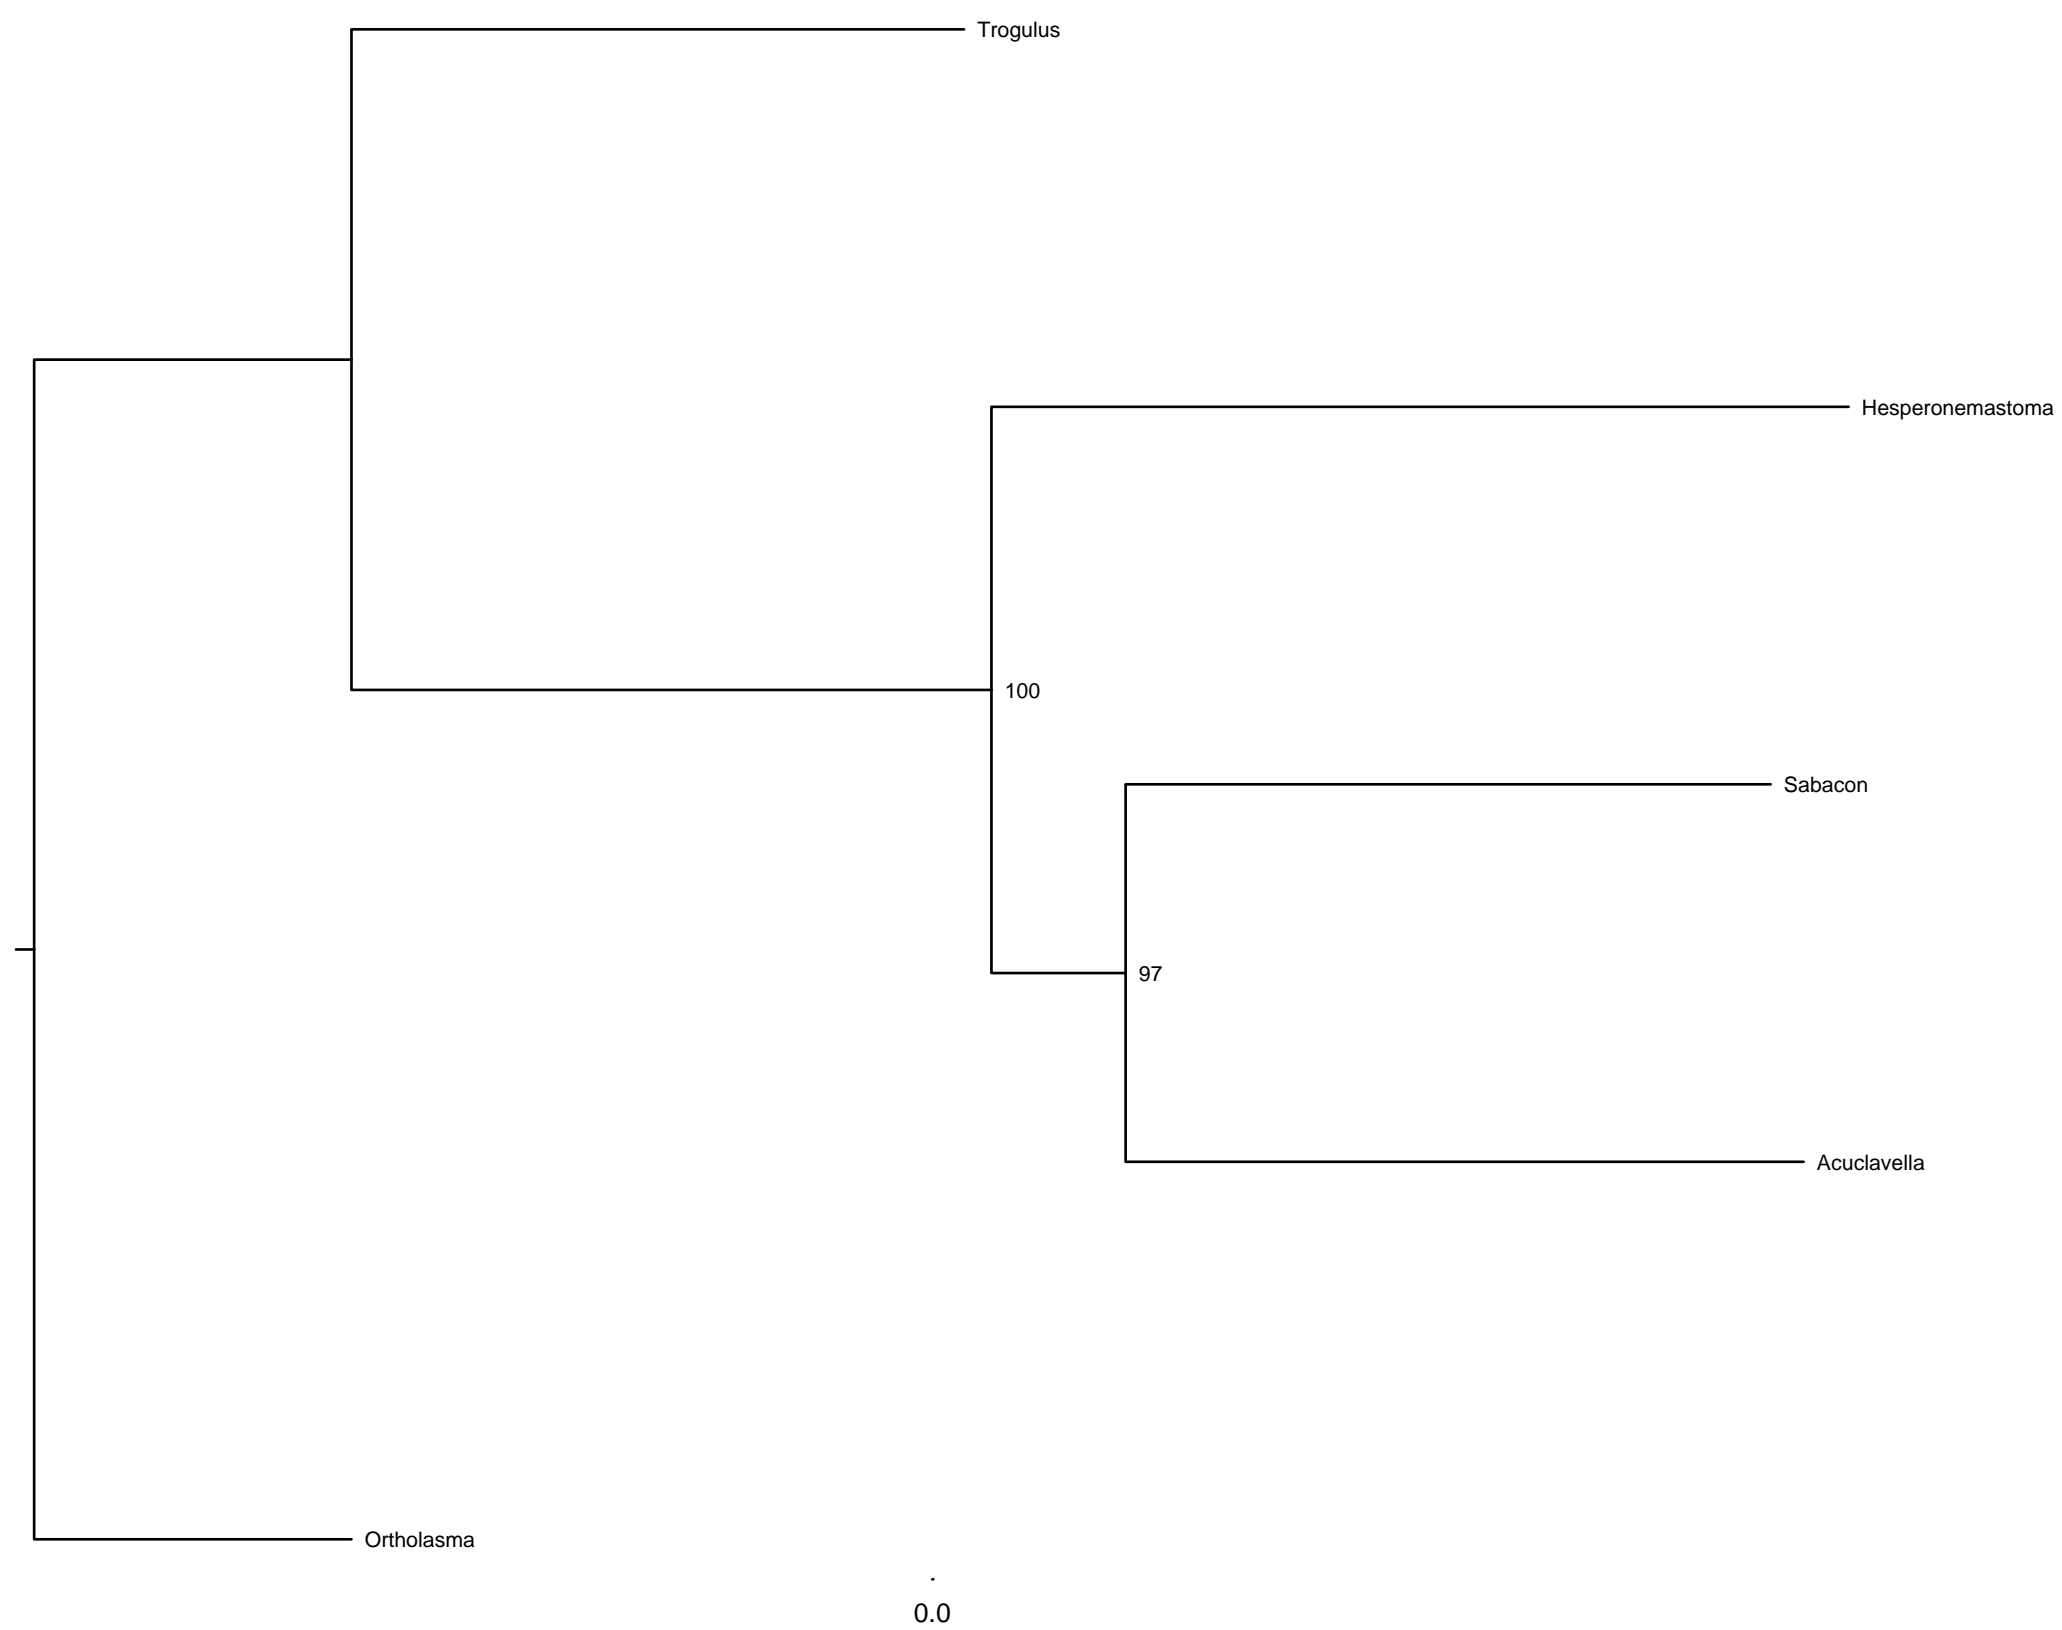 Trogulus
Hesperonemastoma
100
Sabacon
97
Acuclavella
Ortholasma
0.0